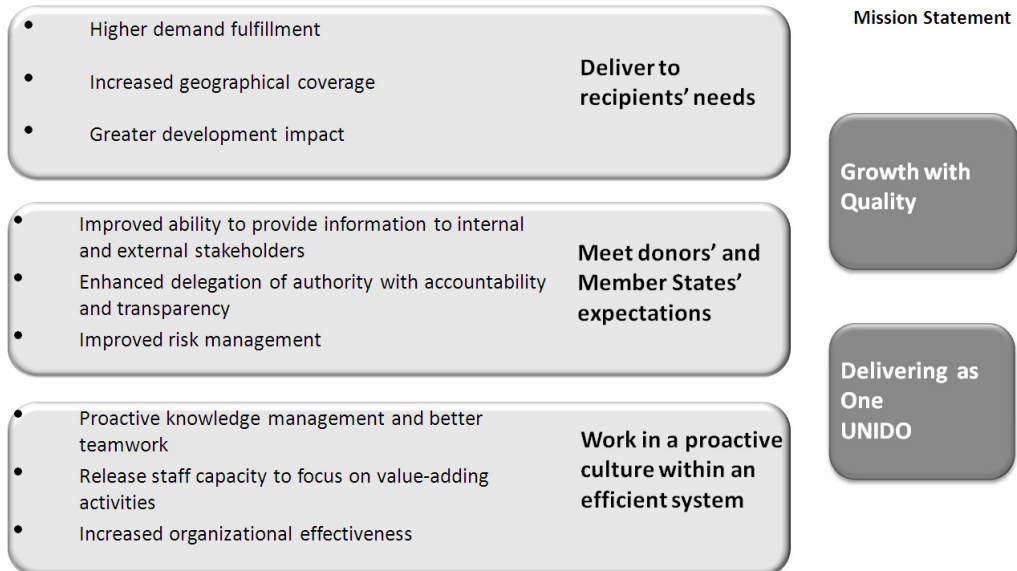 Mission Statement
Higher demand fulfillment
Increased geographical coverage
Greater development impact
Deliver to
recipients’ needs
Improved ability to provide information to internal
and external stakeholders
Enhanced delegation of authority with accountability
and transparency
Improved risk management
Meet donors’ and
Member States’
expectations
Proactive knowledge management and better
teamwork
Release staff capacity to focus on value-adding
activities
Increased organizational effectiveness
Work in a proactive
culture within an
efficient system
Growth with
Quality
Delivering as
One
UNIDO